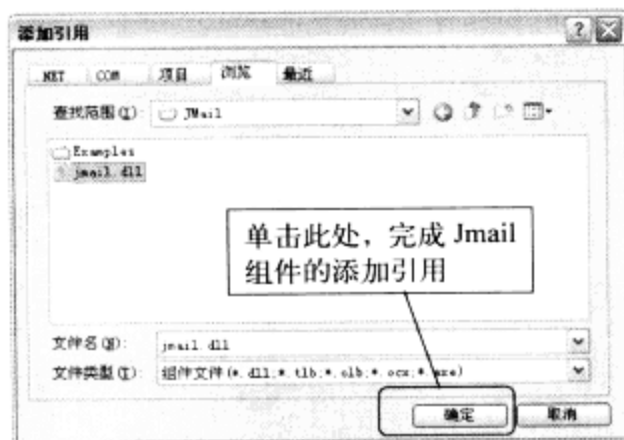 添加引用
.NET COM 项目 浏览 最近
查找范围(I): JMail
Examples
jmail.dll
单击此处，完成 Jmail
组件的添加引用
文件名(N): jmail.dll
文件类型(T): 组件文件(*.dll;*.tlb;*.olb;*.ocx;*.exe)
确定 取消